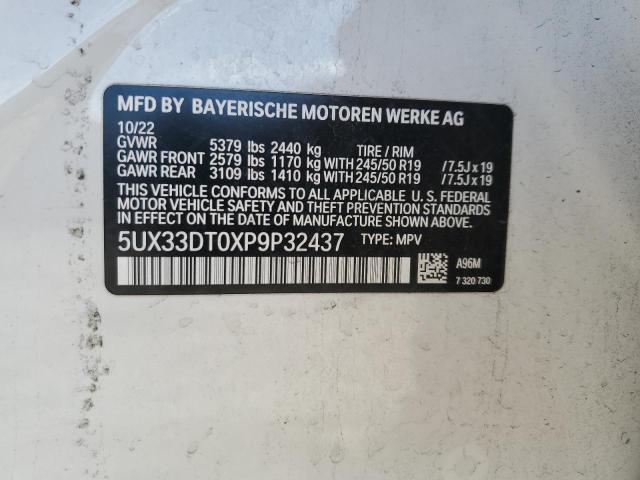 MFD BY BAYERISCHE MOTOREN WERKE AG
10/22
GVWR 5379 lbs 2440 kg TIRE / RIM
GAWR FRONT 2579 lbs 1170 kg WITH 245/50 R19 / 7.5J x 19
GAWR REAR 3109 lbs 1410 kg WITH 245/50 R19 / 7.5J x 19
THIS VEHICLE CONFORMS TO ALL APPLICABLE U. S. FEDERAL
MOTOR VEHICLE SAFETY AND THEFT PREVENTION STANDARDS
IN EFFECT ON THE DATE OF MANUFACTURE SHOWN ABOVE.
5UX33DT0XP9P32437 TYPE: MPV
A96M
7 320 730